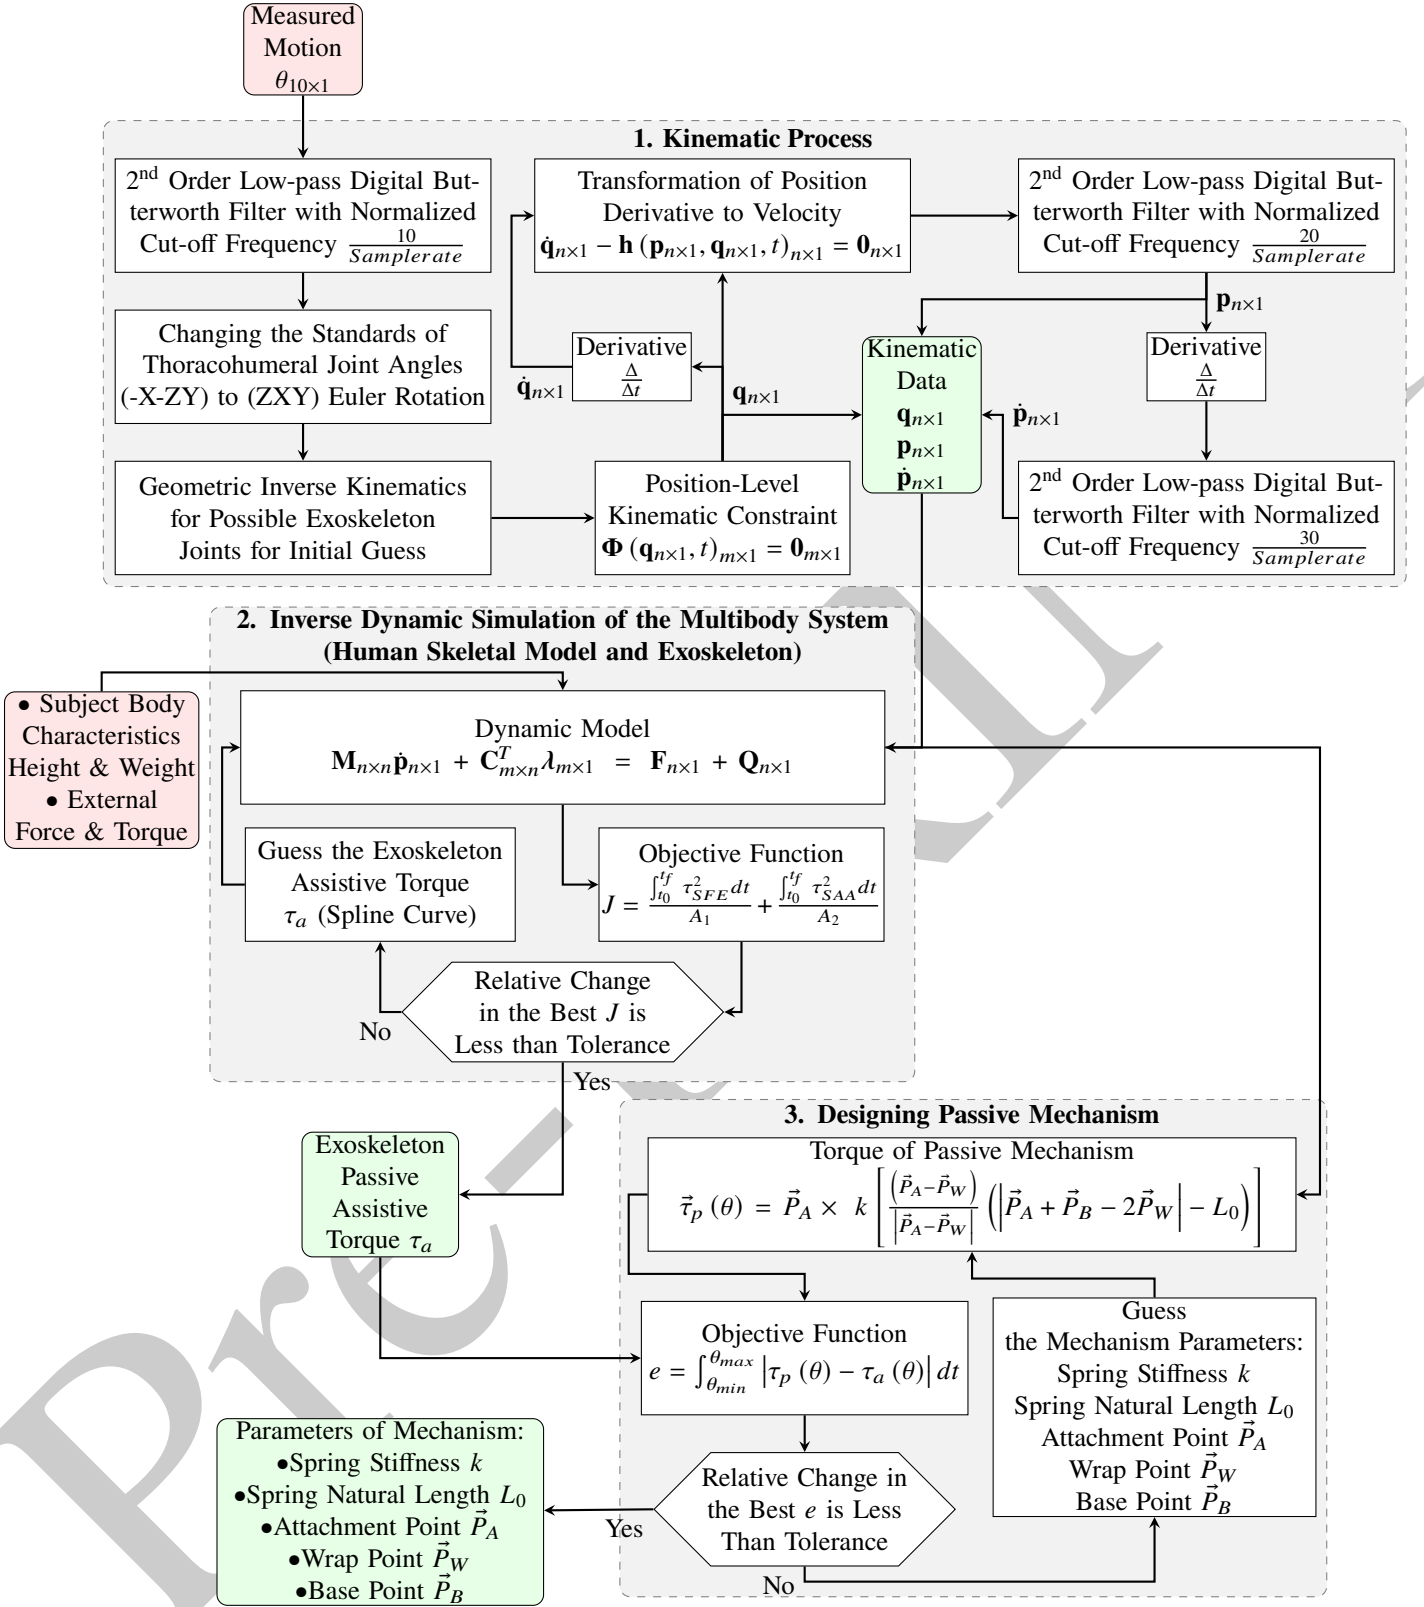 Measured
Motion
θ10×1
1. Kinematic Process
2nd Order Low-pass Digital But-
terworth Filter with Normalized
Cut-off Frequency 10/Samplerate
Changing the Standards of
Thoracohumeral Joint Angles
(-X-ZY) to (ZXY) Euler Rotation
Geometric Inverse Kinematics
for Possible Exoskeleton
Joints for Initial Guess
Transformation of Position
Derivative to Velocity
q̇n×1 − h (pn×1, qn×1, t)n×1 = 0n×1
Derivative
Δ/Δt
q̇n×1
qn×1
Position-Level
Kinematic Constraint
Φ (qn×1, t)m×1 = 0m×1
2nd Order Low-pass Digital But-
terworth Filter with Normalized
Cut-off Frequency 20/Samplerate
pn×1
Kinematic
Data
qn×1
pn×1
ṗn×1
Derivative
Δ/Δt
ṗn×1
2nd Order Low-pass Digital But-
terworth Filter with Normalized
Cut-off Frequency 30/Samplerate
2. Inverse Dynamic Simulation of the Multibody System
(Human Skeletal Model and Exoskeleton)
• Subject Body
Characteristics
Height & Weight
• External
Force & Torque
Dynamic Model
Mn×nṗn×1 + C^T m×n λm×1 = Fn×1 + Qn×1
Guess the Exoskeleton
Assistive Torque
τa (Spline Curve)
Objective Function
J = ∫t0^tf τ²SFE dt / A1 + ∫t0^tf τ²SAA dt / A2
Relative Change
in the Best J is
Less than Tolerance
No
Yes
Exoskeleton
Passive
Assistive
Torque τa
3. Designing Passive Mechanism
Torque of Passive Mechanism
τ⃗p (θ) = P⃗A × k [ (P⃗A−P⃗W) / |P⃗A−P⃗W| ( |P⃗A + P⃗B − 2P⃗W| − L0 ) ]
Objective Function
e = ∫θmin^θmax |τp (θ) − τa (θ)| dt
Guess
the Mechanism Parameters:
Spring Stiffness k
Spring Natural Length L0
Attachment Point P⃗A
Wrap Point P⃗W
Base Point P⃗B
Relative Change in
the Best e is Less
Than Tolerance
Yes
No
Parameters of Mechanism:
•Spring Stiffness k
•Spring Natural Length L0
•Attachment Point P⃗A
•Wrap Point P⃗W
•Base Point P⃗B